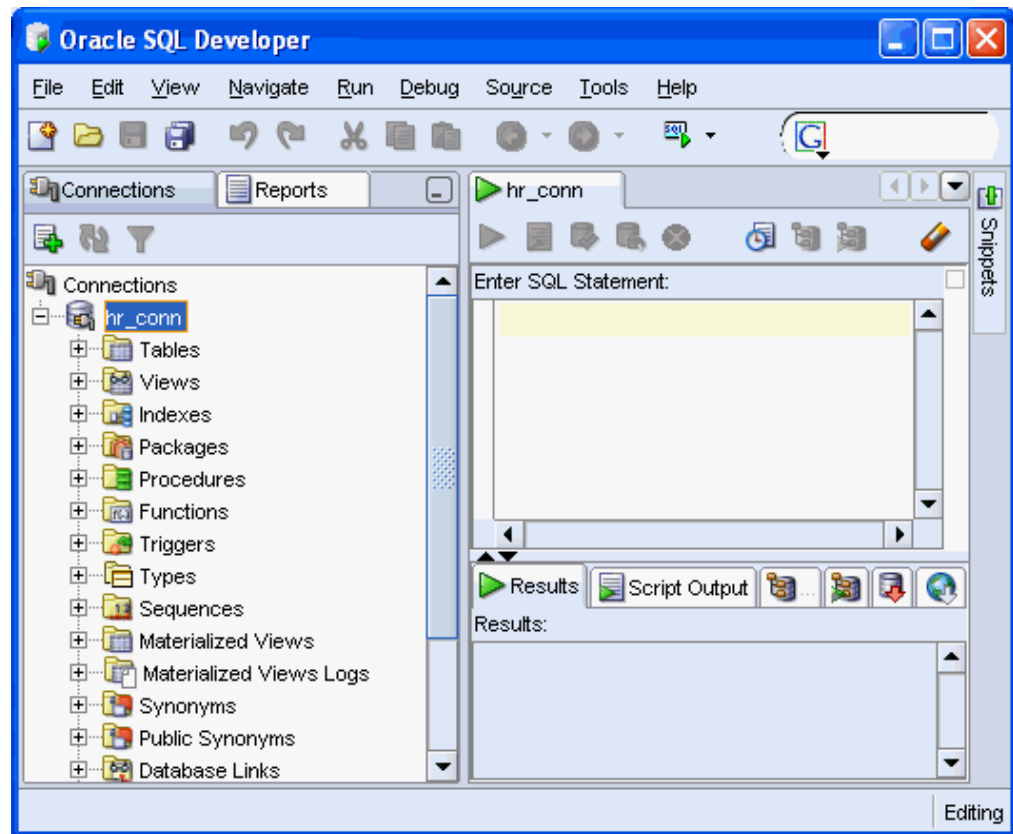 Oracle SQL Developer
File Edit View Navigate Run Debug Source Tools Help
SQL
G
Connections Reports
hr_conn
Snippets
Enter SQL Statement:
Connections
hr_conn
Tables
Views
Indexes
Packages
Procedures
Functions
Triggers
Types
Sequences
Materialized Views
Materialized Views Logs
Synonyms
Public Synonyms
Database Links
Results Script Output ...
Results:
Editing